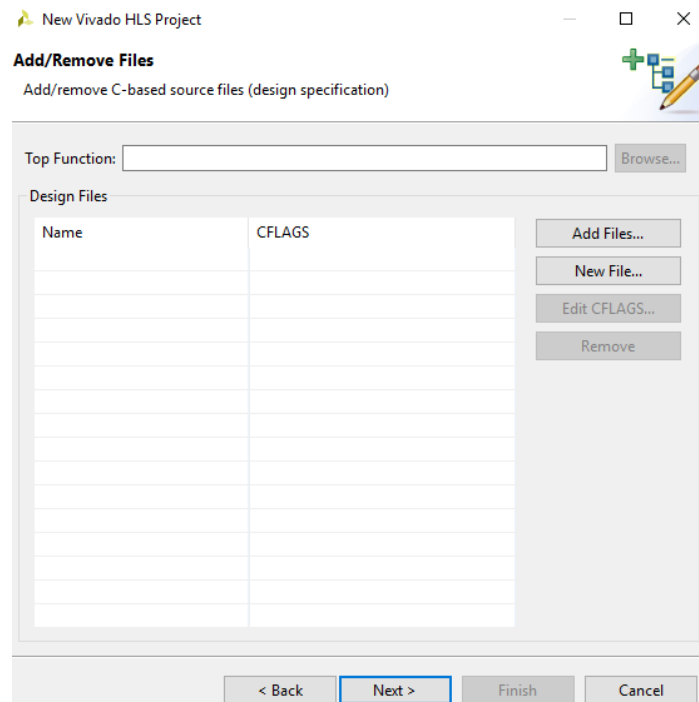 New Vivado HLS Project
Add/Remove Files
Add/remove C-based source files (design specification)
Top Function:
Browse...
Design Files
Name CFLAGS
Add Files...
New File...
Edit CFLAGS...
Remove
< Back Next > Finish Cancel